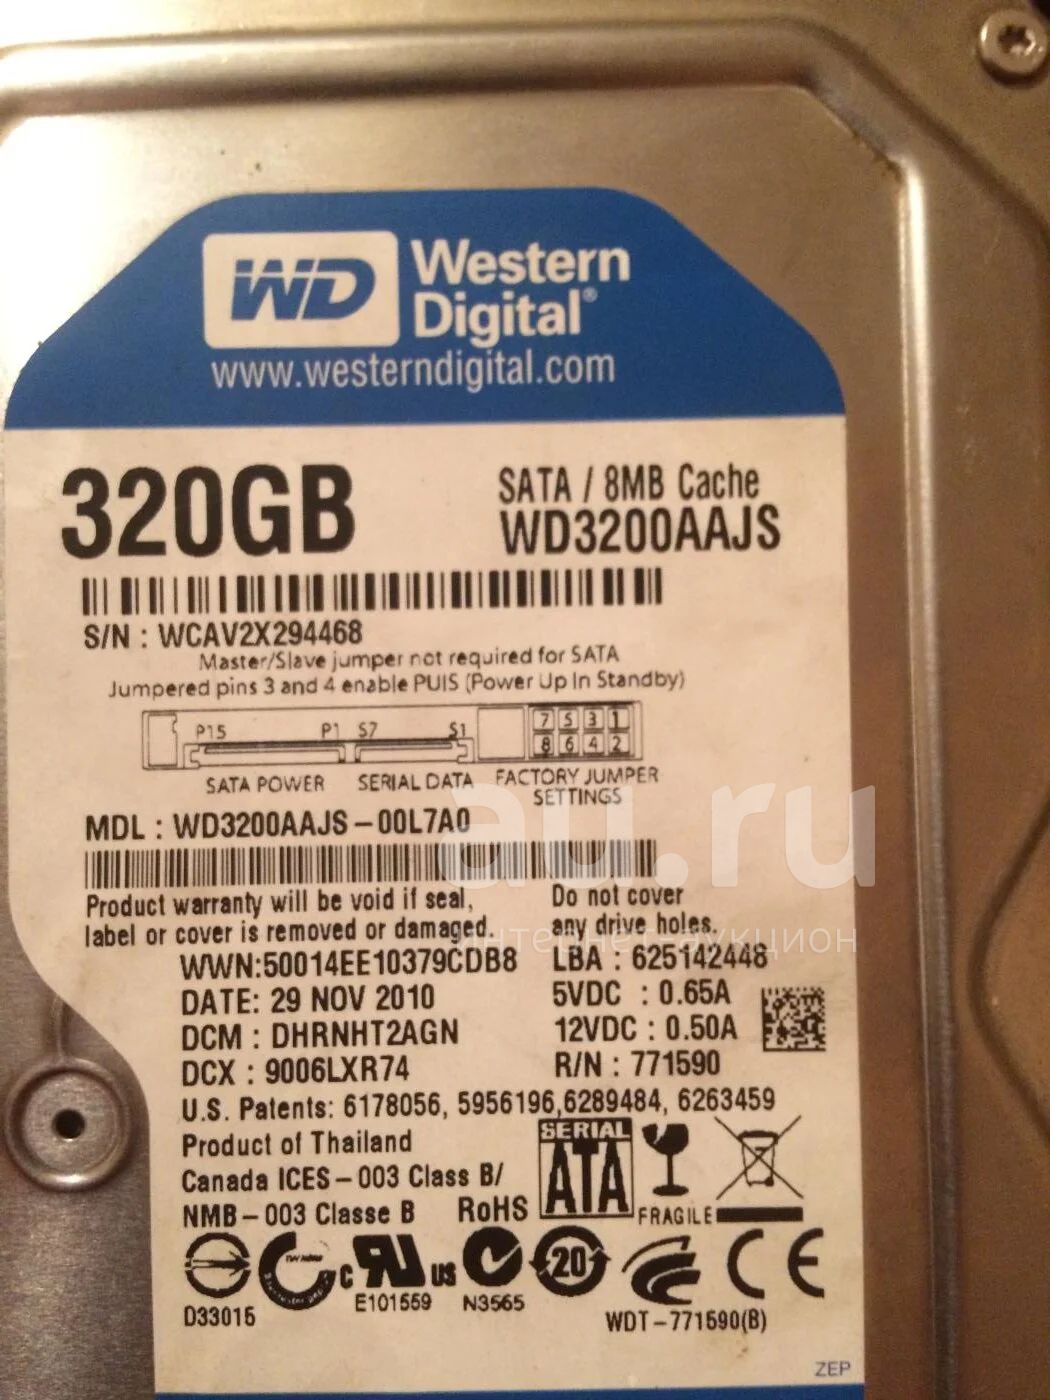 WD Western
Digital®
www.westerndigital.com
320GB
SATA / 8MB Cache
WD3200AAJS
S/N : WCAV2X294468
Master/Slave jumper not required for SATA
Jumpered pins 3 and 4 enable PUIS (Power Up In Standby)
P15 P1 S7 S1
7 5 3 1
8 6 4 2
SATA POWER SERIAL DATA FACTORY JUMPER
SETTINGS
MDL : WD3200AAJS-00L7A0
au.ru
интернет-аукцион
Product warranty will be void if seal,
label or cover is removed or damaged.
Do not cover
any drive holes.
WWN:50014EE10379CDB8
LBA : 625142448
DATE: 29 NOV 2010
5VDC : 0.65A
DCM : DHRNHT2AGN
12VDC : 0.50A
DCX : 9006LXR74
R/N : 771590
U.S. Patents: 6178056, 5956196,6289484, 6263459
Product of Thailand
Canada ICES-003 Class B/
NMB-003 Classe B
RoHS
SERIAL
ATA
FRAGILE
D33015
c RU us
E101559
N3565
20
CE
WDT-771590(B)
ZEP